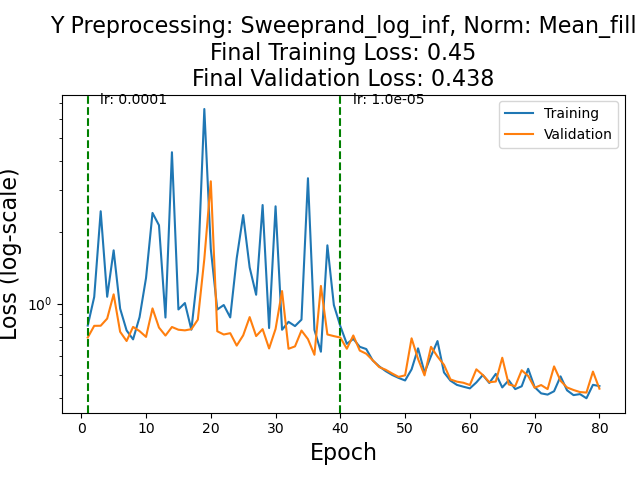 Y Preprocessing: Sweeprand_log_inf, Norm: Mean_fill
Final Training Loss: 0.45
Final Validation Loss: 0.438
lr: 0.0001
lr: 1.0e-05
Training
Validation
Loss (log-scale)
10⁰
0 10 20 30 40 50 60 70 80
Epoch